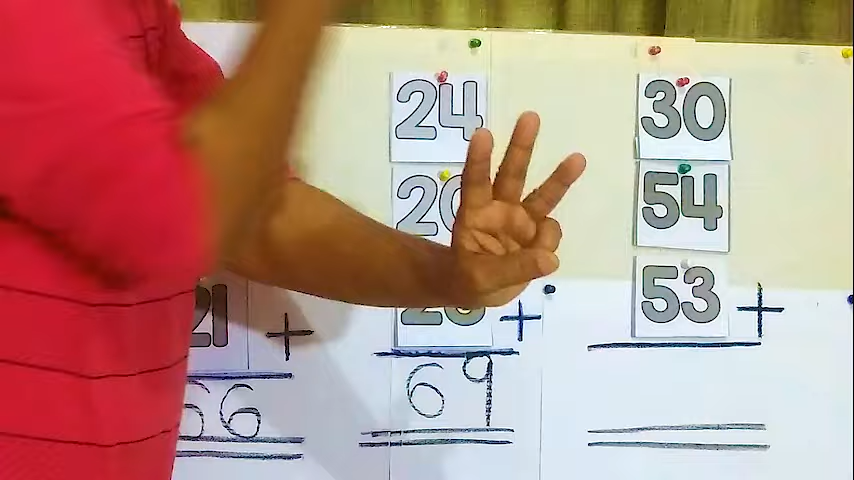 24 30
54
21 + 53 +
+
66 69